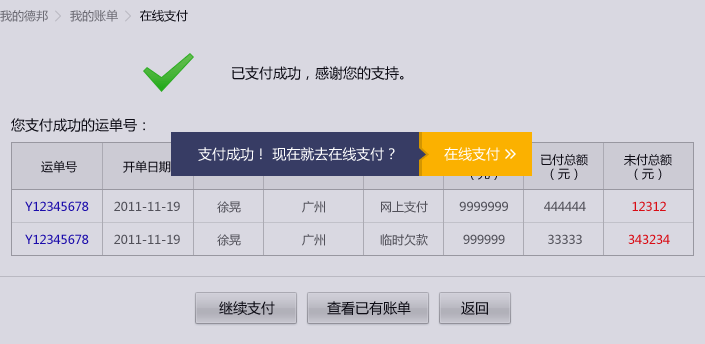 我的德邦 > 我的账单 > 在线支付
已支付成功，感谢您的支持。
您支付成功的运单号：
支付成功！ 现在就去在线支付？ 在线支付 »
运单号 开单日期 （元） 已付总额（元） 未付总额（元）
Y12345678 2011-11-19 徐晃 广州 网上支付 9999999 444444 12312
Y12345678 2011-11-19 徐晃 广州 临时欠款 999999 33333 343234
继续支付 查看已有账单 返回